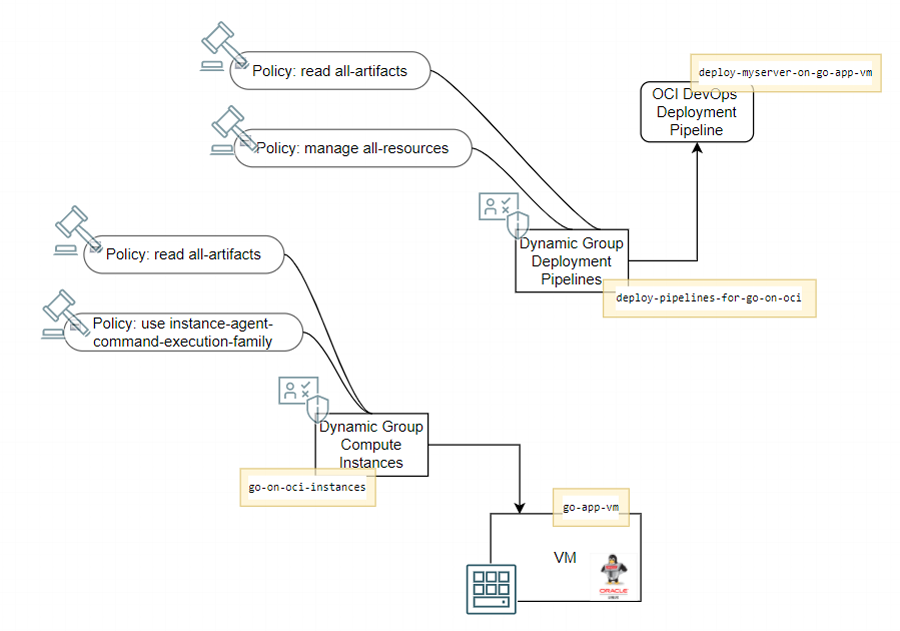 Policy: read all-artifacts
deploy-myserver-on-go-app-vm
OCI DevOps
Deployment
Pipeline
Policy: manage all-resources
Dynamic Group
Deployment
Pipelines
deploy-pipelines-for-go-on-oci
Policy: read all-artifacts
Policy: use instance-agent-
command-execution-family
Dynamic Group
Compute
Instances
go-on-oci-instances
go-app-vm
VM
ORACLE